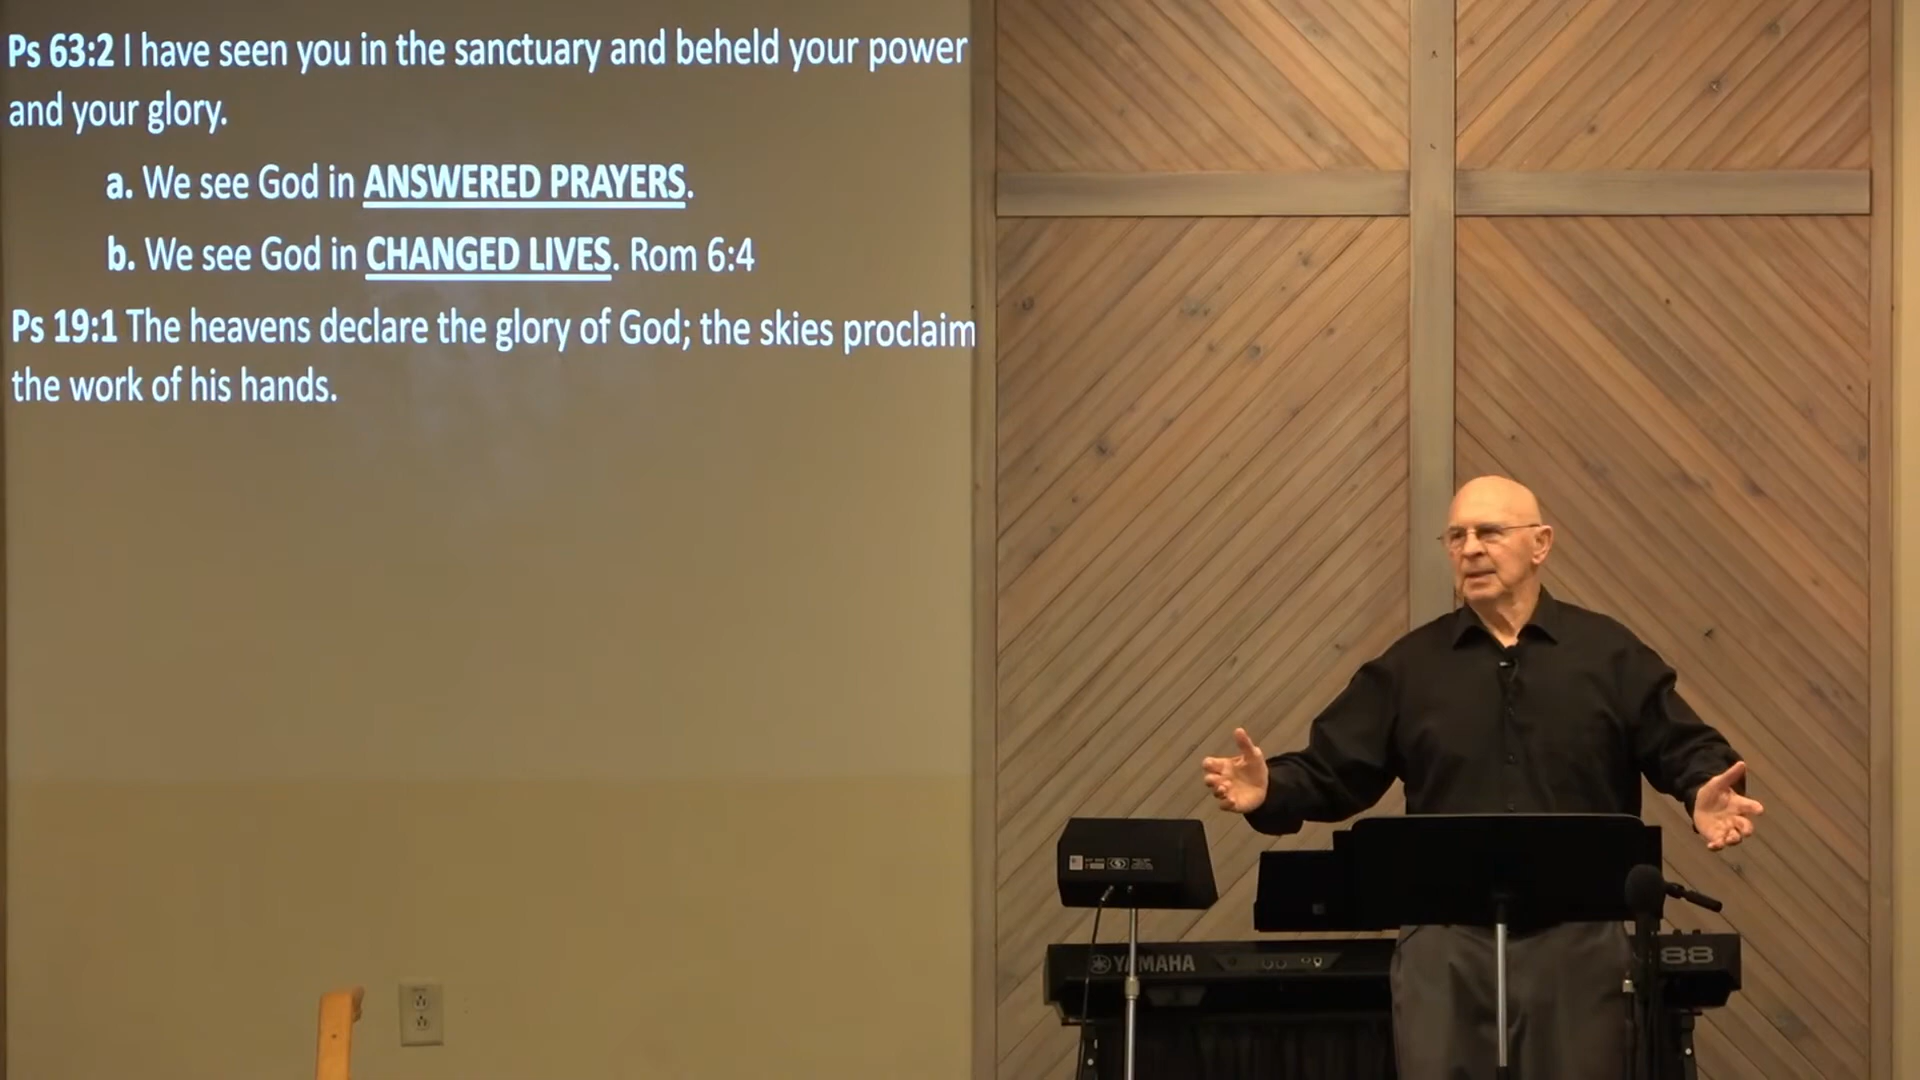 Ps 63:2 I have seen you in the sanctuary and beheld your power
and your glory.
a. We see God in ANSWERED PRAYERS.
b. We see God in CHANGED LIVES. Rom 6:4
Ps 19:1 The heavens declare the glory of God; the skies proclaim
the work of his hands.
YAMAHA
88